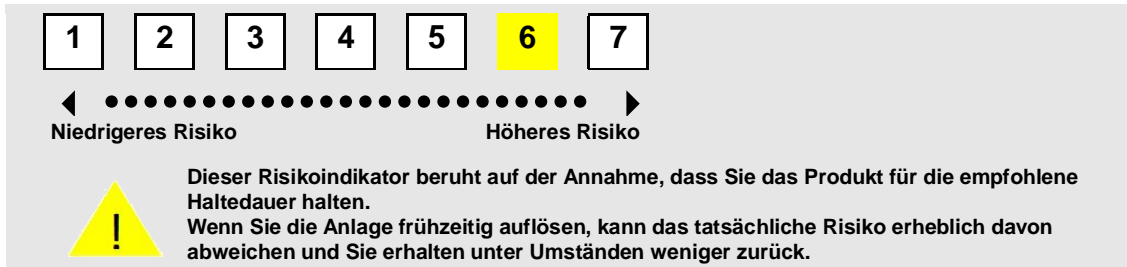 1 2 3 4 5 6 7
Niedrigeres Risiko Höheres Risiko
Dieser Risikoindikator beruht auf der Annahme, dass Sie das Produkt für die empfohlene
Haltedauer halten.
!
Wenn Sie die Anlage frühzeitig auflösen, kann das tatsächliche Risiko erheblich davon
abweichen und Sie erhalten unter Umständen weniger zurück.